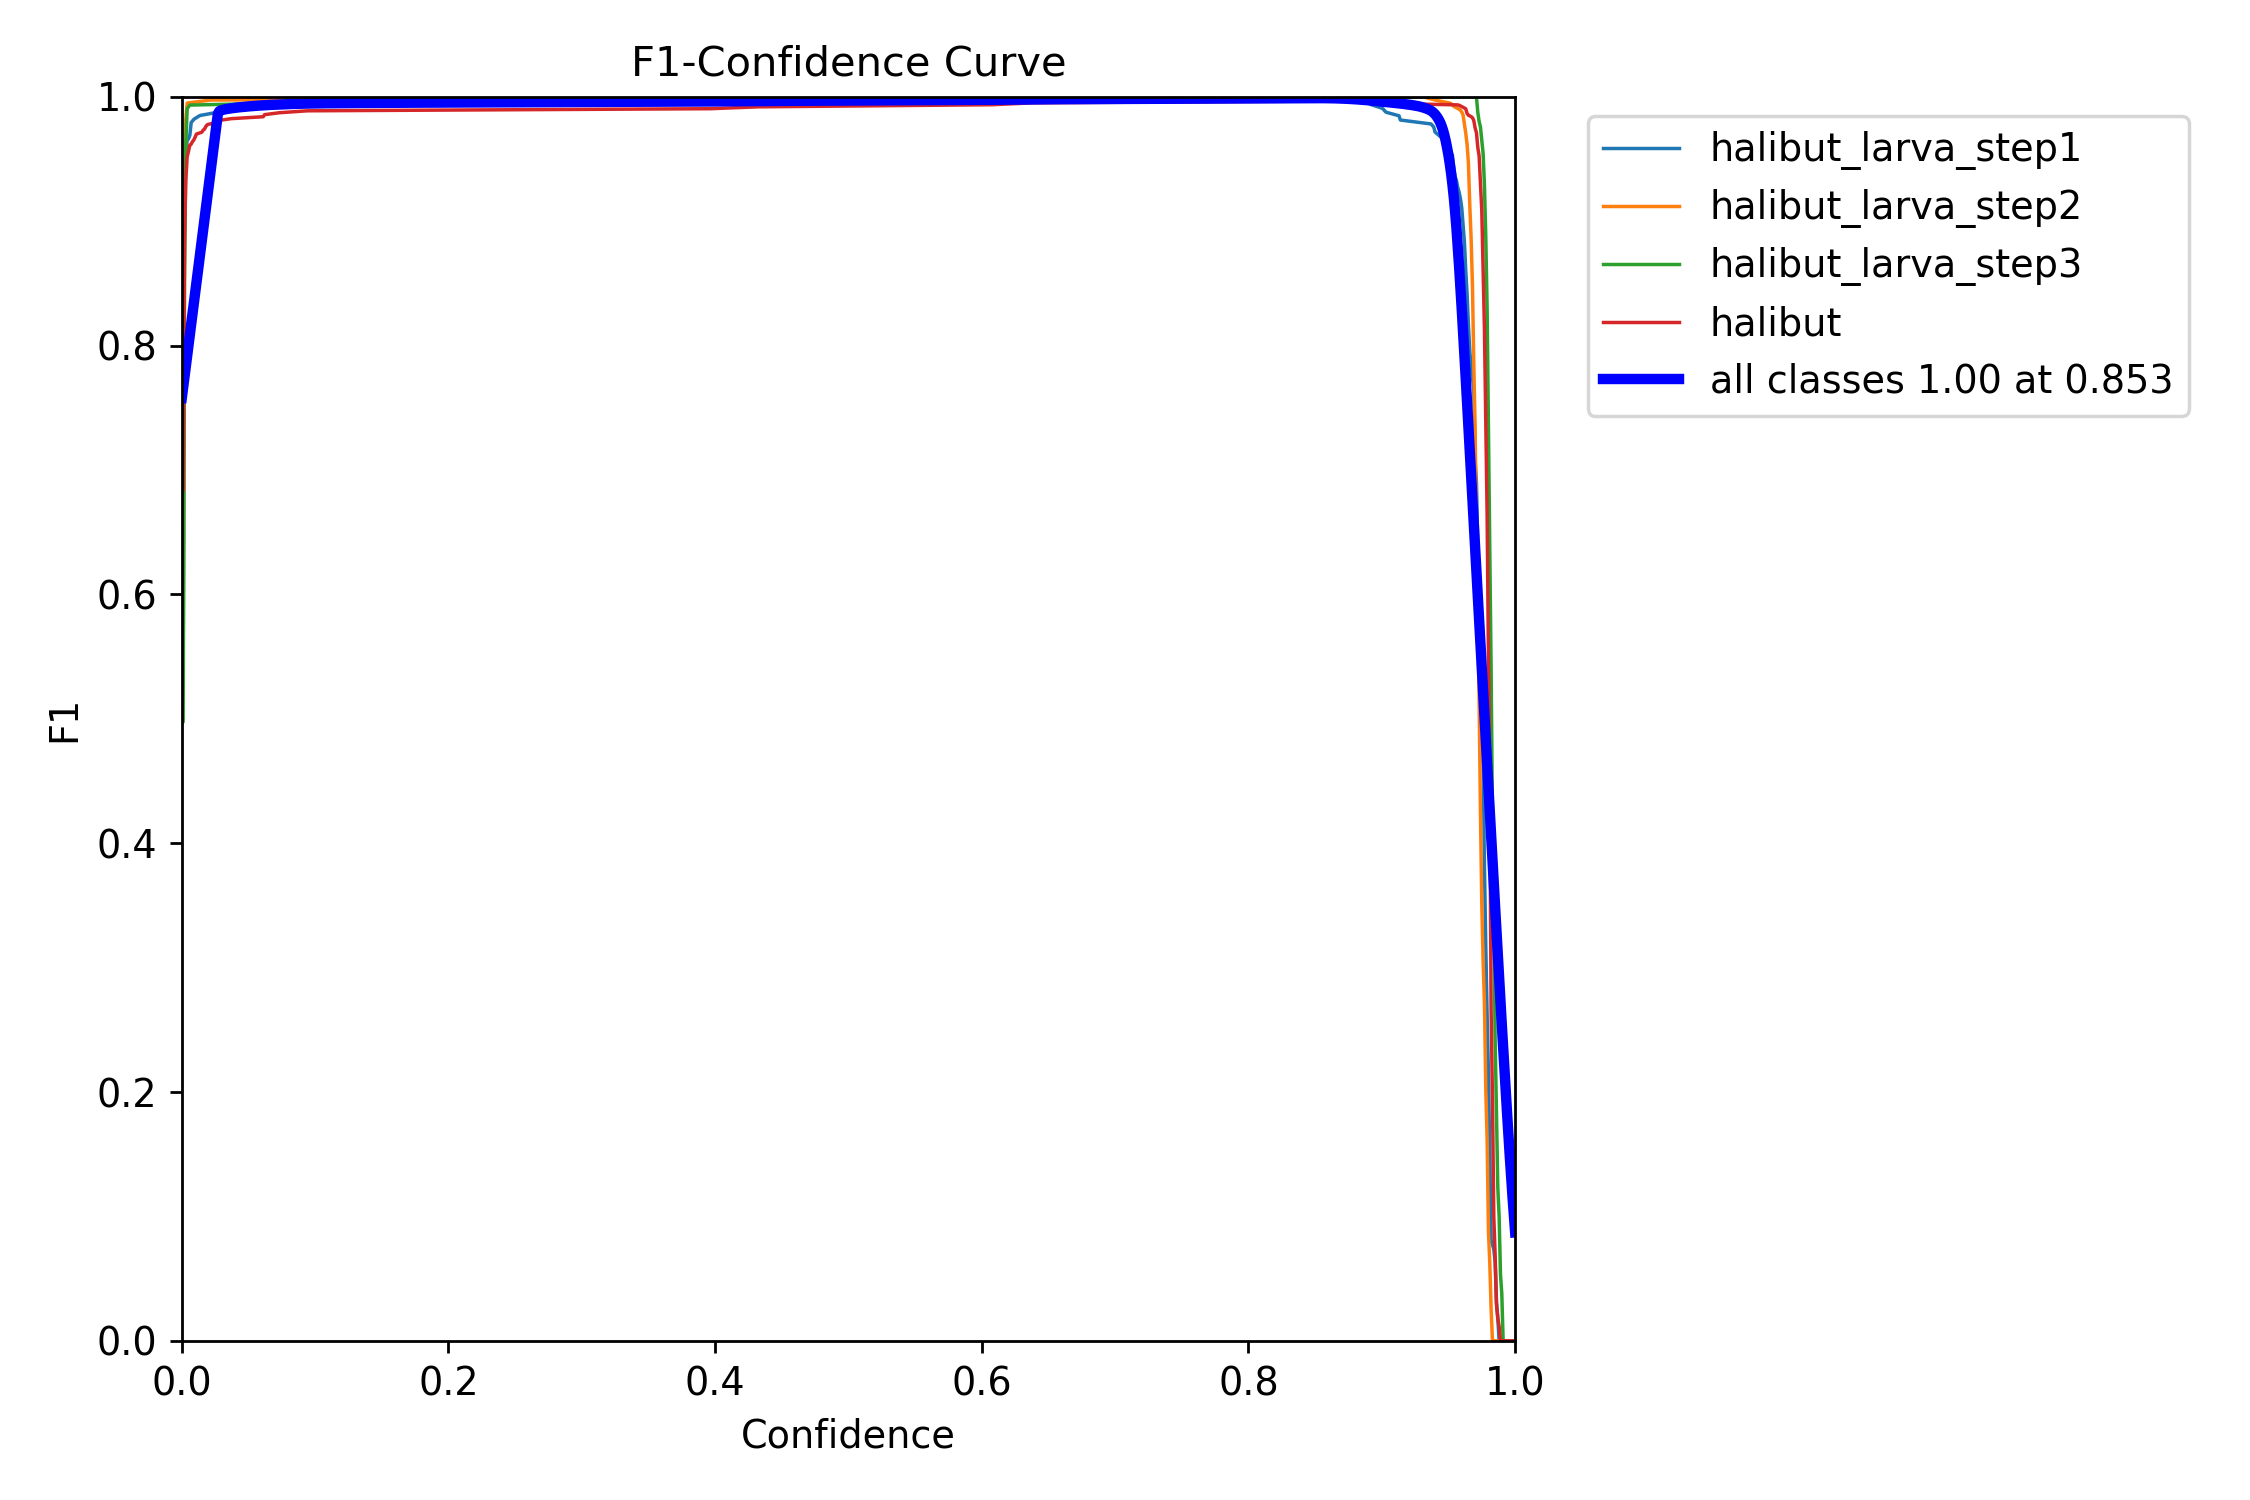 F1-Confidence Curve
1.0
0.8
0.6
0.4
0.2
0.0
F1
0.0 0.2 0.4 0.6 0.8 1.0
Confidence
halibut_larva_step1
halibut_larva_step2
halibut_larva_step3
halibut
all classes 1.00 at 0.853